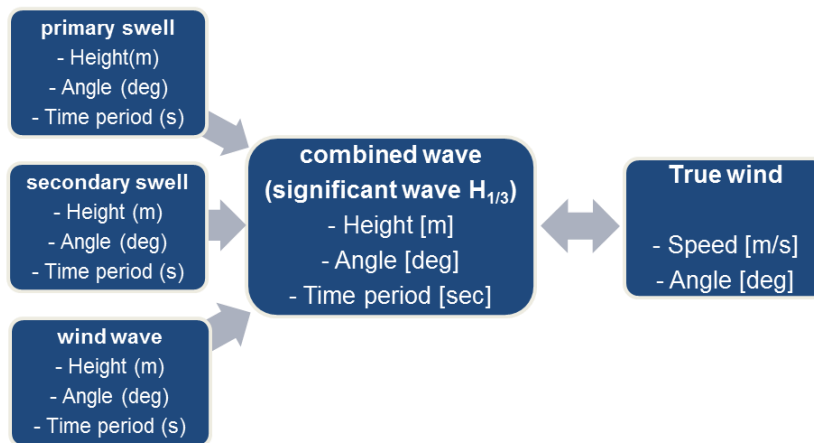 primary swell
- Height(m)
- Angle (deg)
- Time period (s)
secondary swell
- Height (m)
- Angle (deg)
- Time period (s)
wind wave
- Height (m)
- Angle (deg)
- Time period (s)
combined wave
(significant wave H1/3)
- Height [m]
- Angle [deg]
- Time period [sec]
True wind
- Speed [m/s]
- Angle [deg]